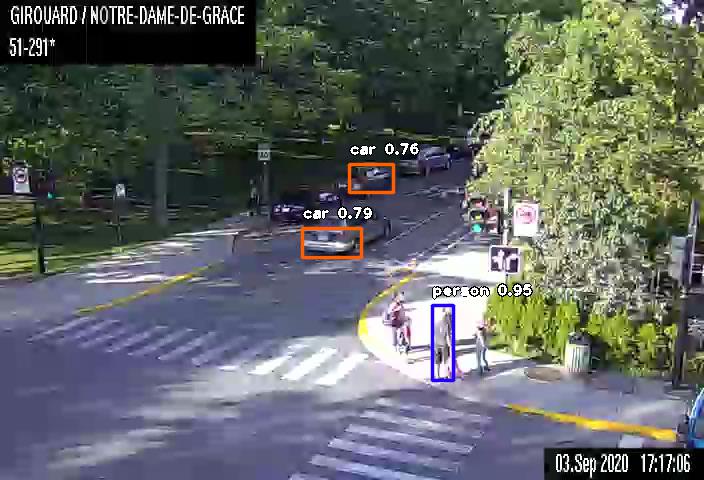 GIROUARD / NOTRE-DAME-DE-GRÂCE
51-291*
car 0.76
car 0.79
person 0.95
03.Sep 2020 17:17:06